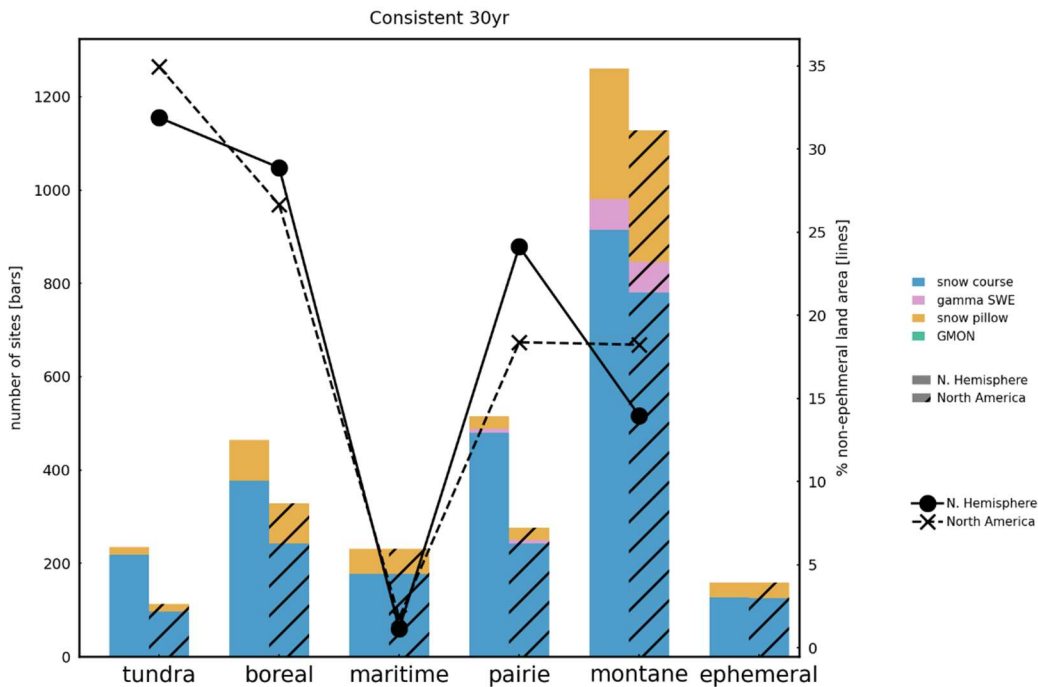 Consistent 30yr
number of sites [bars]
1200
1000
800
600
400
200
0
35
30
25
20
15
10
5
0
% non-epehmeral land area [lines]
tundra
boreal
maritime
pairie
montane
ephemeral
snow course
gamma SWE
snow pillow
GMON
N. Hemisphere
North America
N. Hemisphere
North America